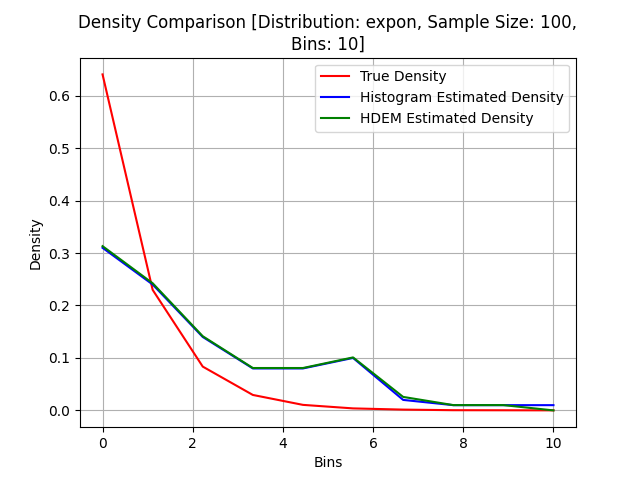 Density Comparison [Distribution: expon, Sample Size: 100,
Bins: 10]
True Density
Histogram Estimated Density
HDEM Estimated Density
Density
0.6
0.5
0.4
0.3
0.2
0.1
0.0
0 2 4 6 8 10
Bins